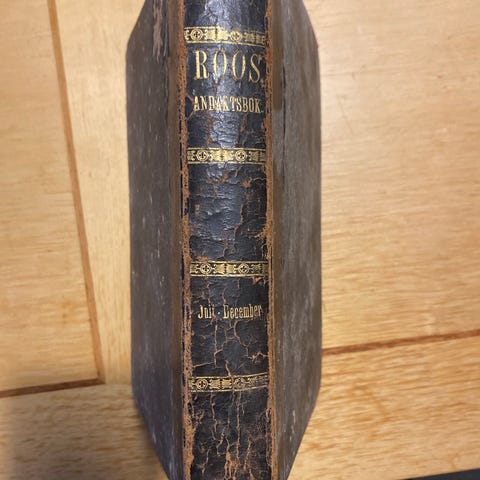 ROOS,
ANDAKTSBOK.
Juli - December